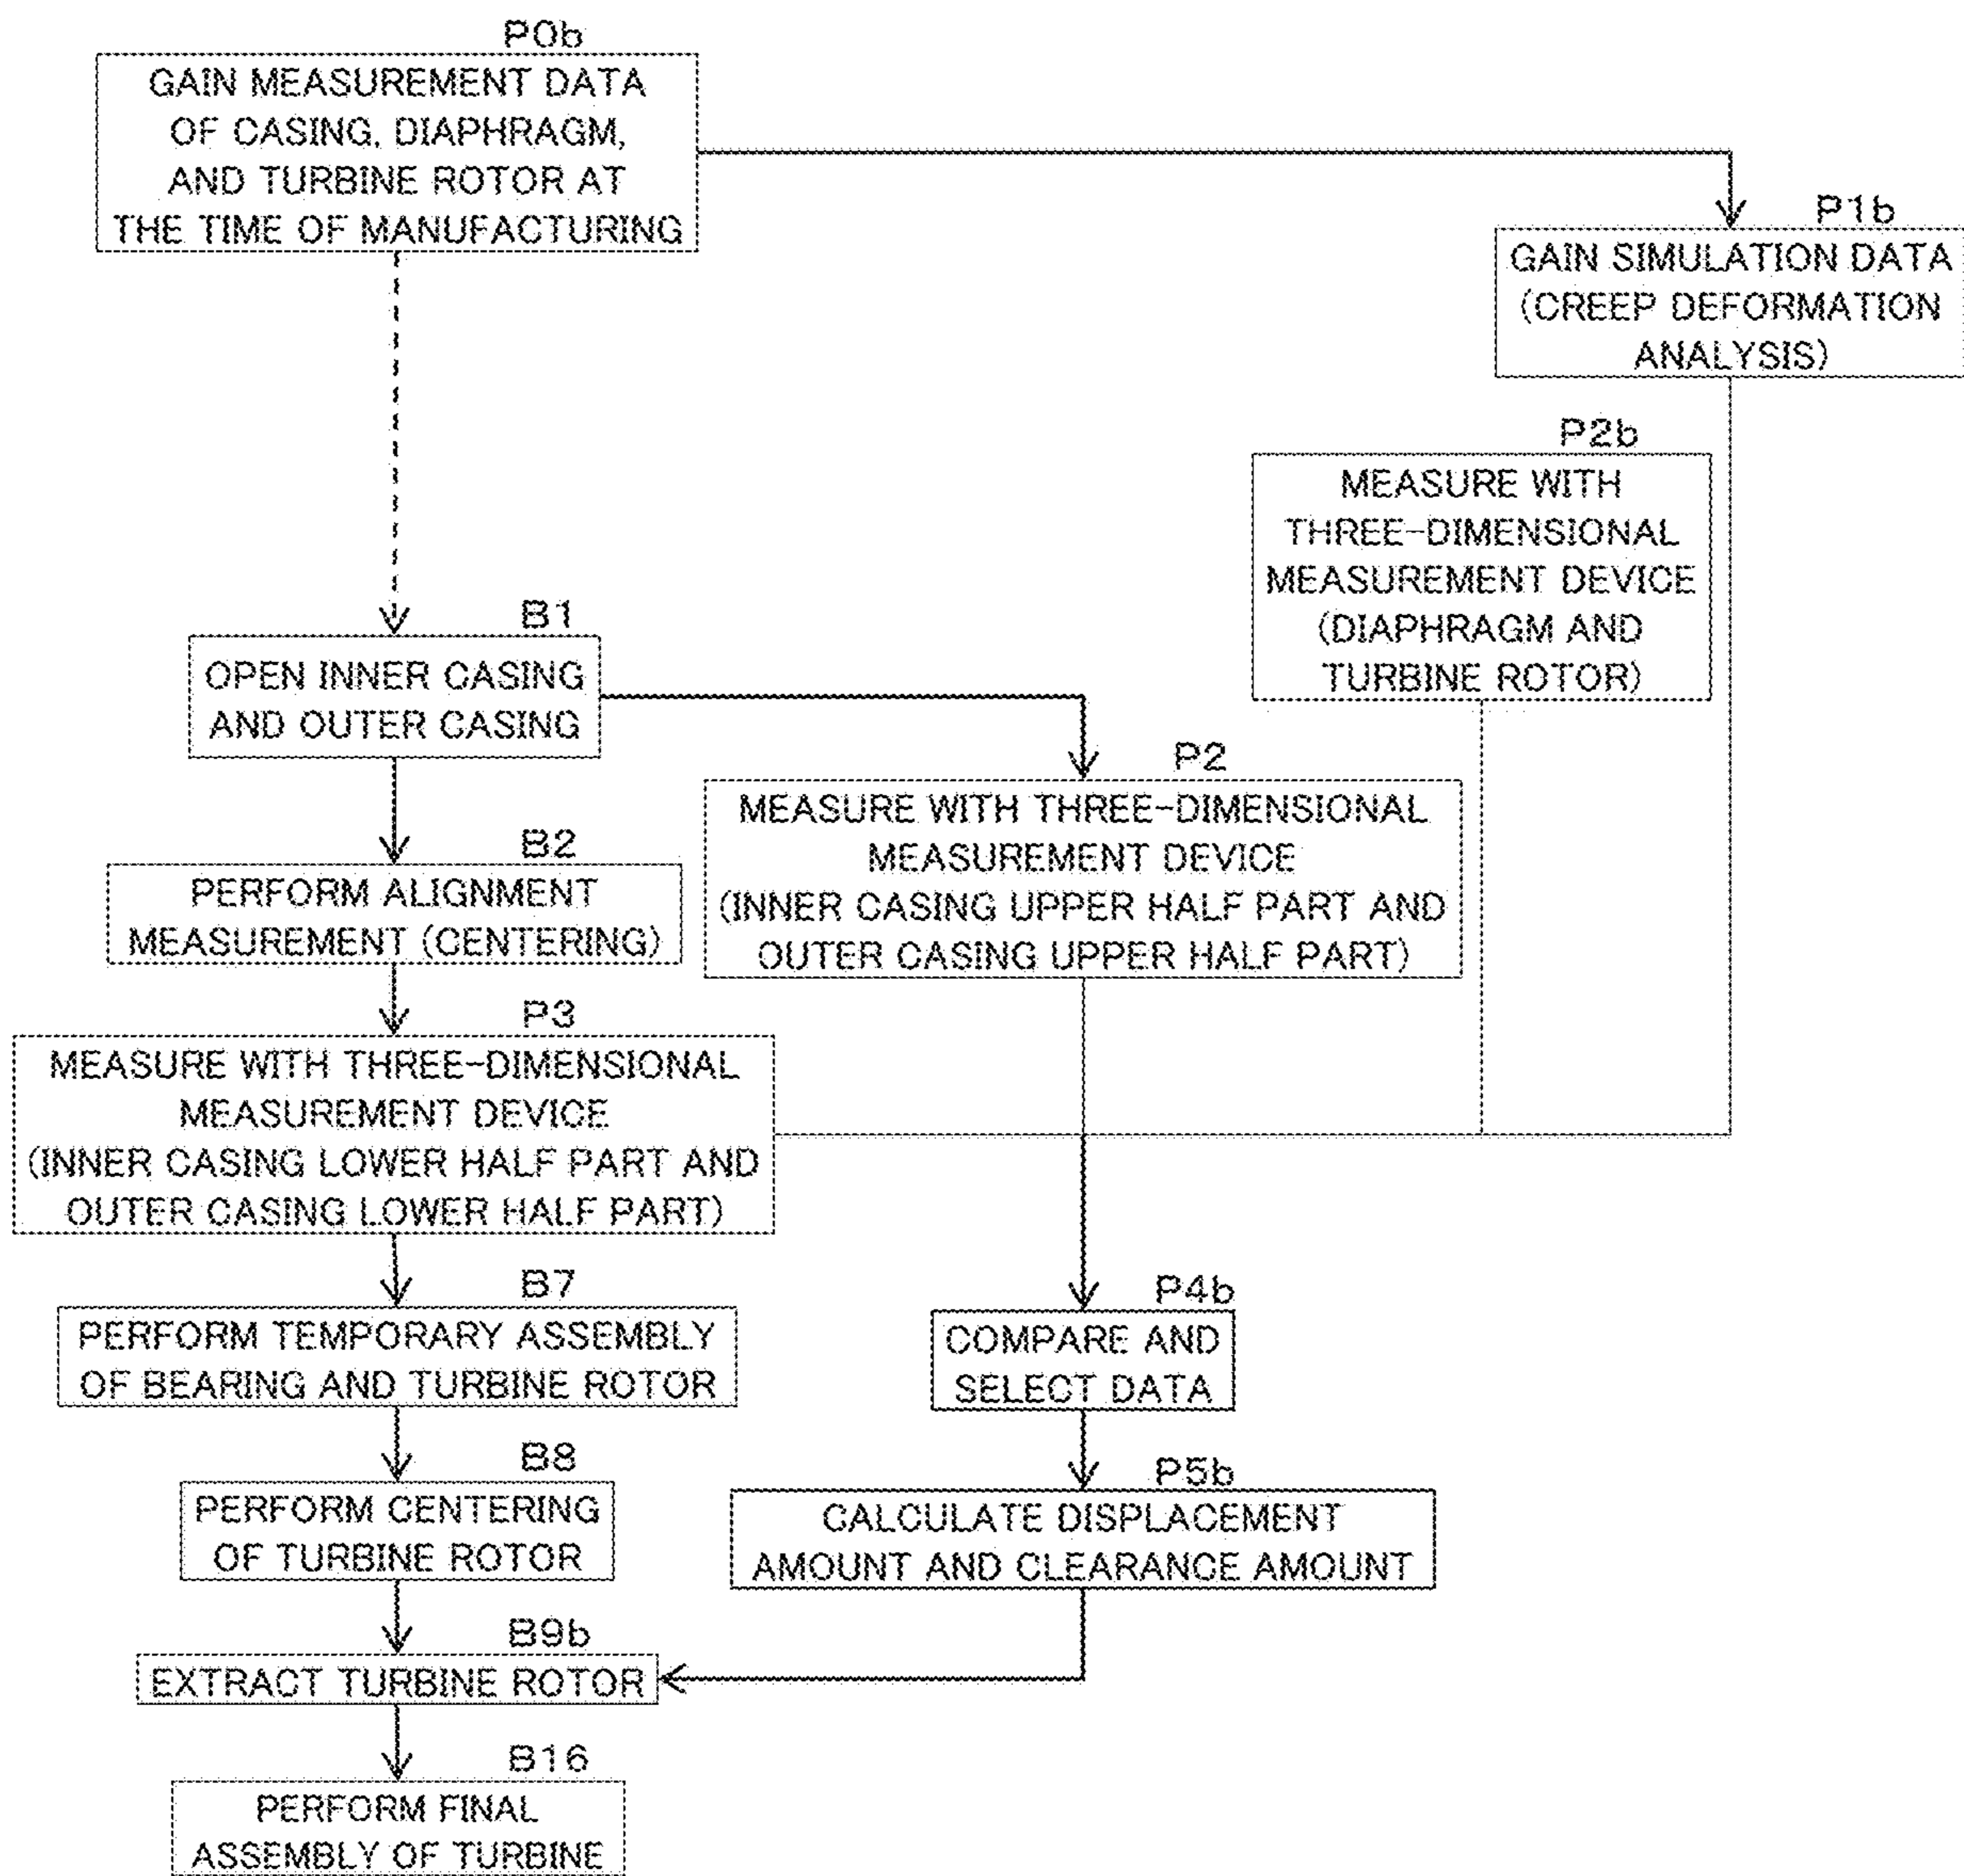 P0b
GAIN MEASUREMENT DATA
OF CASING, DIAPHRAGM,
AND TURBINE ROTOR AT
THE TIME OF MANUFACTURING
P1b
GAIN SIMULATION DATA
(CREEP DEFORMATION
ANALYSIS)
P2b
MEASURE WITH
THREE-DIMENSIONAL
MEASUREMENT DEVICE
(DIAPHRAGM AND
TURBINE ROTOR)
B1
OPEN INNER CASING
AND OUTER CASING
P2
MEASURE WITH THREE-DIMENSIONAL
MEASUREMENT DEVICE
(INNER CASING UPPER HALF PART AND
OUTER CASING UPPER HALF PART)
B2
PERFORM ALIGNMENT
MEASUREMENT (CENTERING)
P3
MEASURE WITH THREE-DIMENSIONAL
MEASUREMENT DEVICE
(INNER CASING LOWER HALF PART AND
OUTER CASING LOWER HALF PART)
B7
PERFORM TEMPORARY ASSEMBLY
OF BEARING AND TURBINE ROTOR
P4b
COMPARE AND
SELECT DATA
B8
PERFORM CENTERING
OF TURBINE ROTOR
P5b
CALCULATE DISPLACEMENT
AMOUNT AND CLEARANCE AMOUNT
B9b
EXTRACT TURBINE ROTOR
B16
PERFORM FINAL
ASSEMBLY OF TURBINE